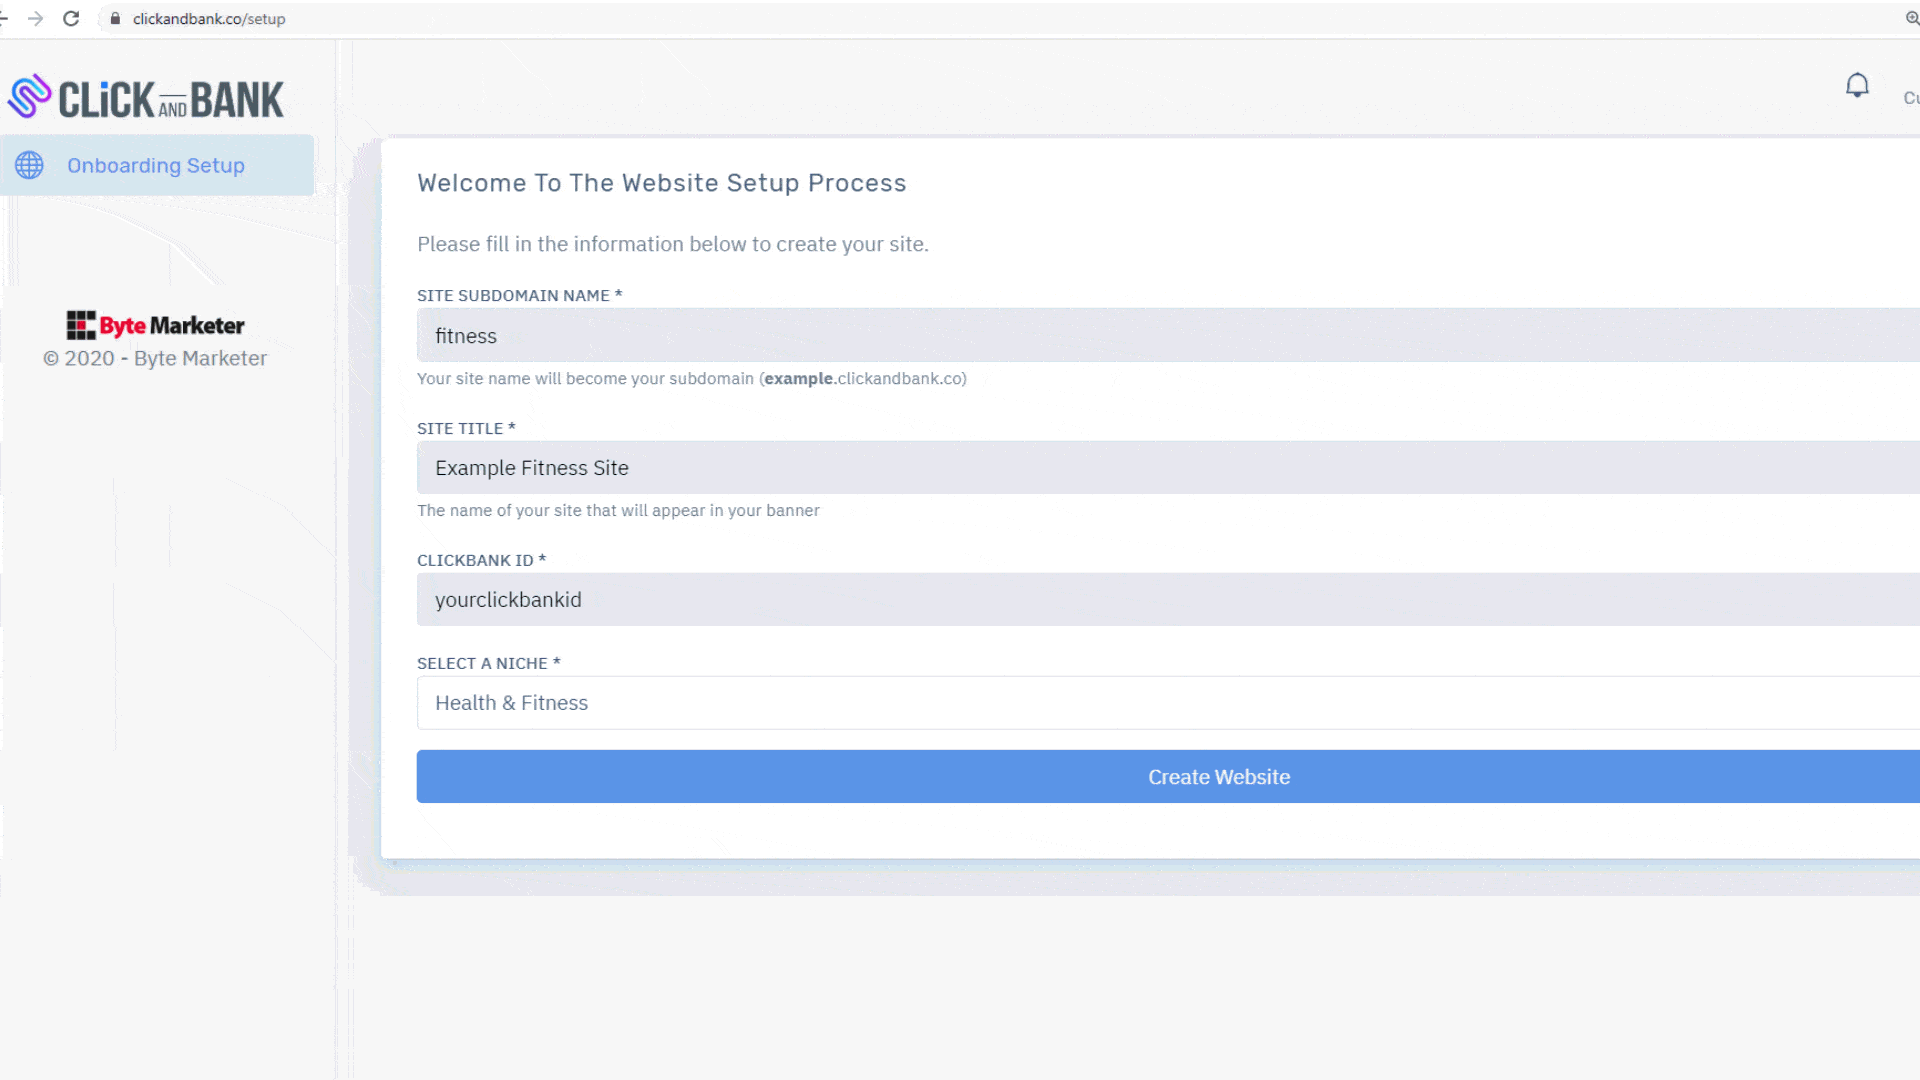 clickandbank.co/setup
CLiCK AND BANK
Cu
Onboarding Setup
Welcome To The Website Setup Process
Please fill in the information below to create your site.
SITE SUBDOMAIN NAME *
fitness
Your site name will become your subdomain (example.clickandbank.co)
Byte Marketer
© 2020 - Byte Marketer
SITE TITLE *
Example Fitness Site
The name of your site that will appear in your banner
CLICKBANK ID *
yourclickbankid
SELECT A NICHE *
Health & Fitness
Create Website